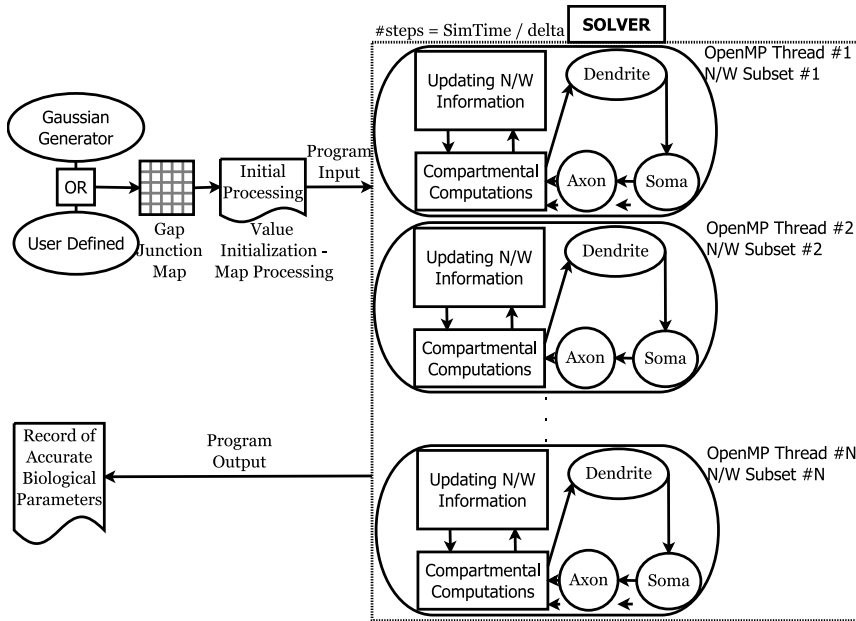 #steps = SimTime / delta
SOLVER
Gaussian
Generator
OR
User Defined
Gap
Junction
Map
Initial
Processing
Value
Initialization -
Map Processing
Program
Input
OpenMP Thread #1
N/W Subset #1
Updating N/W
Information
Dendrite
Compartmental
Computations
Axon
Soma
OpenMP Thread #2
N/W Subset #2
Updating N/W
Information
Dendrite
Compartmental
Computations
Axon
Soma
OpenMP Thread #N
N/W Subset #N
Updating N/W
Information
Dendrite
Compartmental
Computations
Axon
Soma
Program
Output
Record of
Accurate
Biological
Parameters